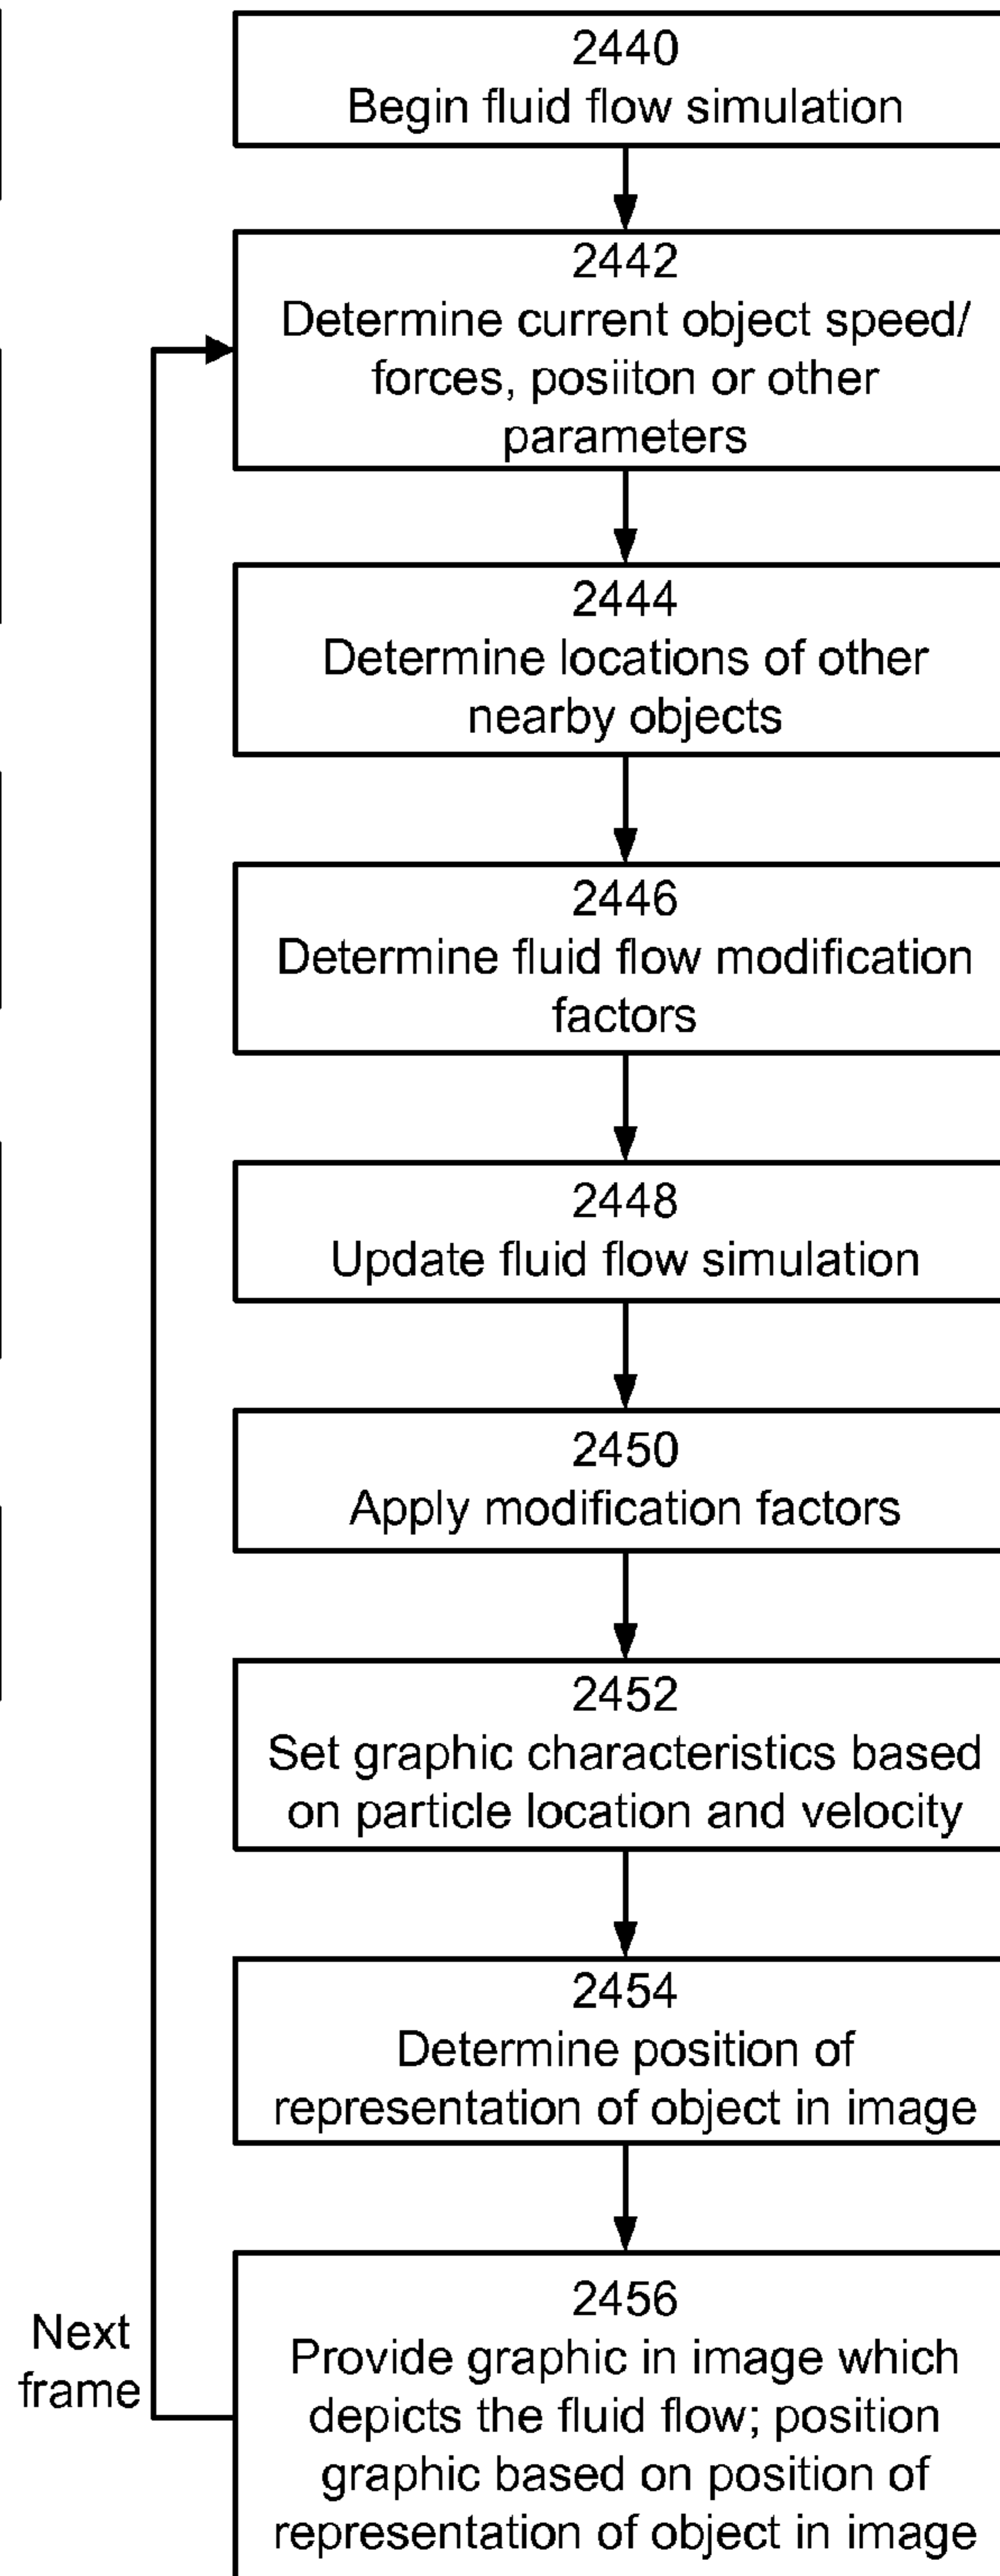 2440
Begin fluid flow simulation
2442
Determine current object speed/
forces, posiiton or other
parameters
2444
Determine locations of other
nearby objects
2446
Determine fluid flow modification
factors
2448
Update fluid flow simulation
2450
Apply modification factors
2452
Set graphic characteristics based
on particle location and velocity
2454
Determine position of
representation of object in image
2456
Provide graphic in image which
depicts the fluid flow; position
graphic based on position of
representation of object in image
Next
frame